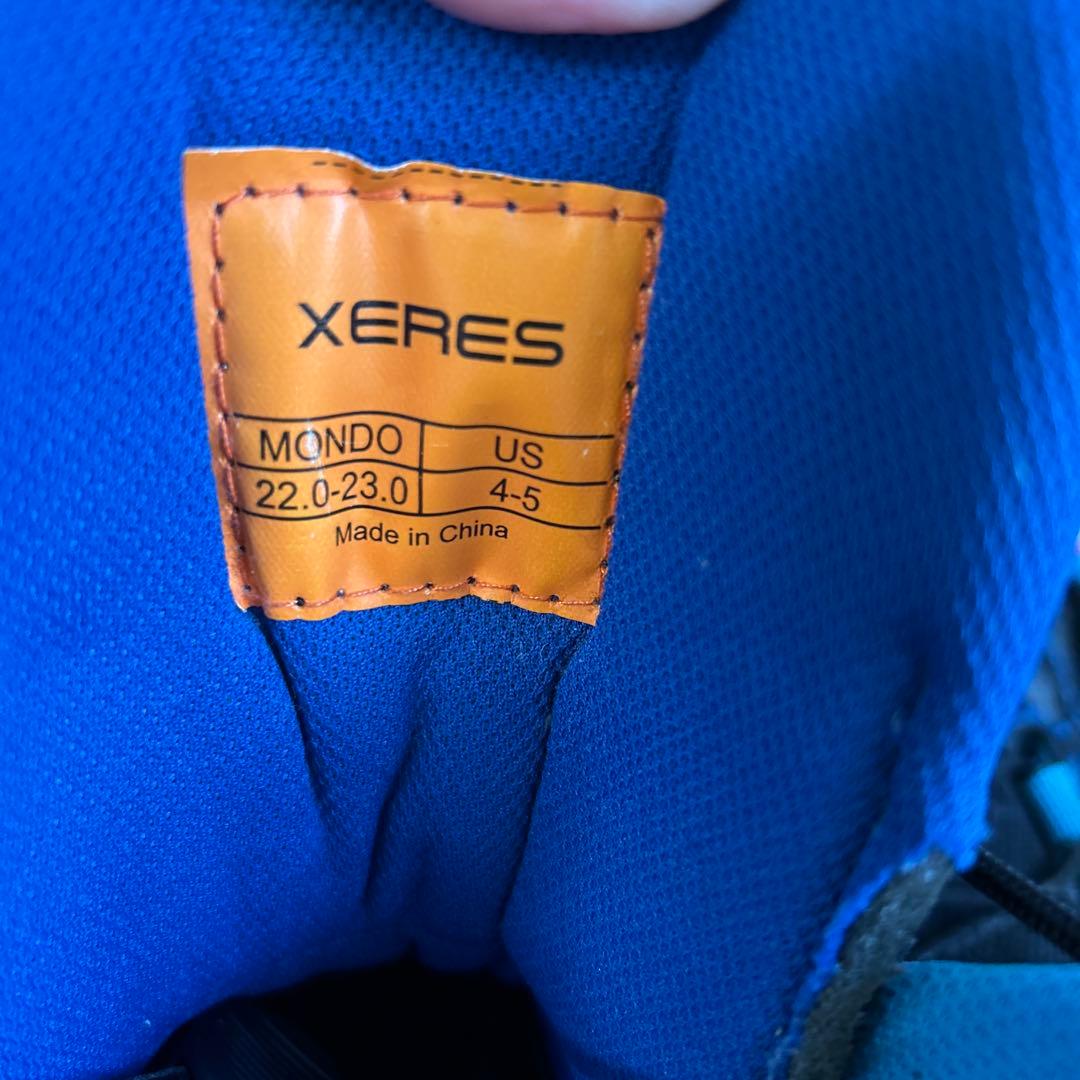 XERES
MONDO US
22.0-23.0 4-5
Made in China